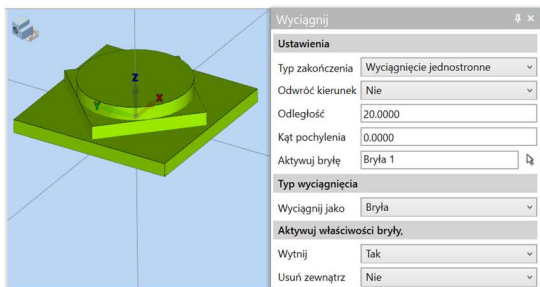 Wyciągnij
Ustawienia
Typ zakończenia Wyciągnięcie jednostronne
Odwróć kierunek Nie
Odległość 20.0000
Kąt pochylenia 0.0000
Aktywuj bryłę Bryła 1
Typ wyciągnięcia
Wyciągnij jako Bryła
Aktywuj właściwości bryły,
Wytnij Tak
Usuń zewnątrz Nie
Z
Y
X